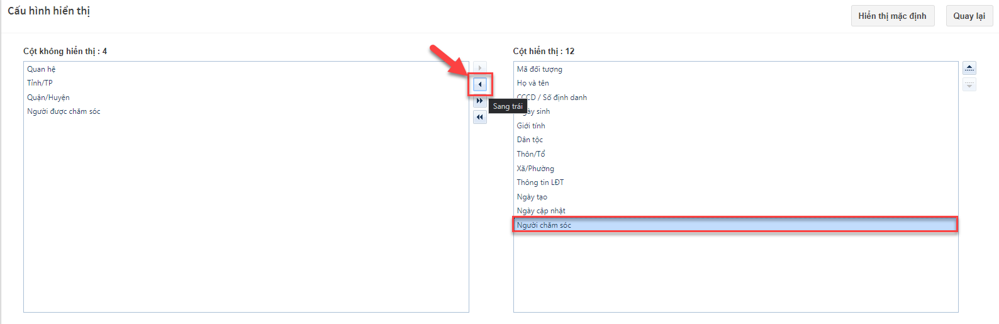 Cấu hình hiển thị
Hiển thị mặc định
Quay lại
Cột không hiển thị : 4
Quan hệ
Tỉnh/TP
Quận/Huyện
Người được chăm sóc
Sang trái
Cột hiển thị : 12
Mã đối tượng
Họ và tên
CCCD / Số định danh
Ngày sinh
Giới tính
Dân tộc
Thôn/Tổ
Xã/Phường
Thông tin LĐT
Ngày tạo
Ngày cập nhật
Người chăm sóc